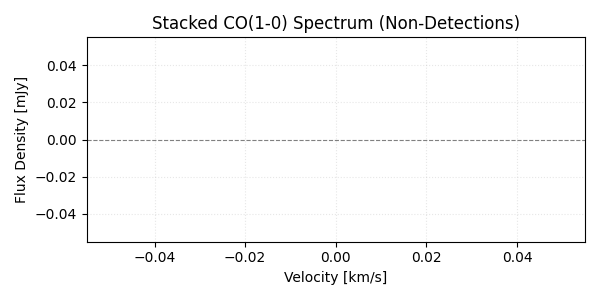 Stacked CO(1-0) Spectrum (Non-Detections)
Flux Density [mJy]
0.04
0.02
0.00
−0.02
−0.04
−0.04 −0.02 0.00 0.02 0.04
Velocity [km/s]